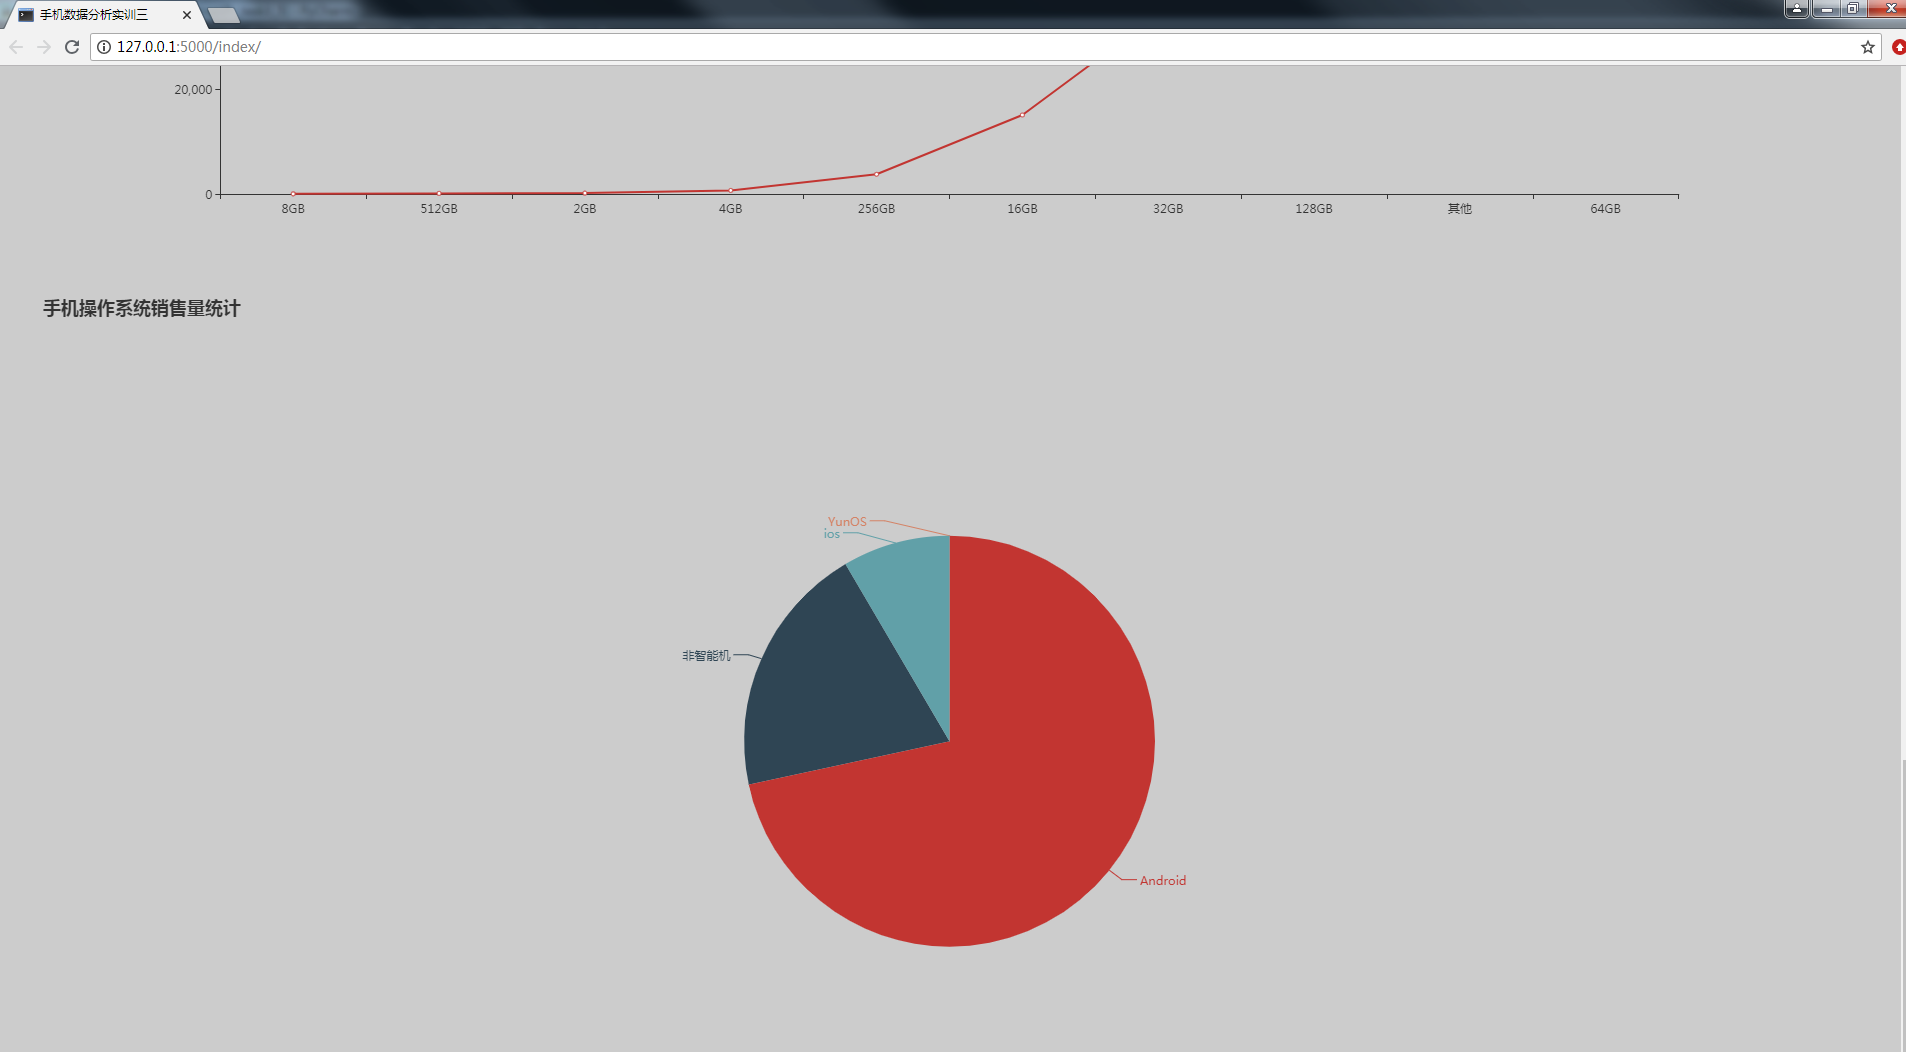 手机数据分析实训三
127.0.0.1:5000/index/
20,000
0
8GB 512GB 2GB 4GB 256GB 16GB 32GB 128GB 其他 64GB
手机操作系统销售量统计
YunOS
ios
非智能机
Android